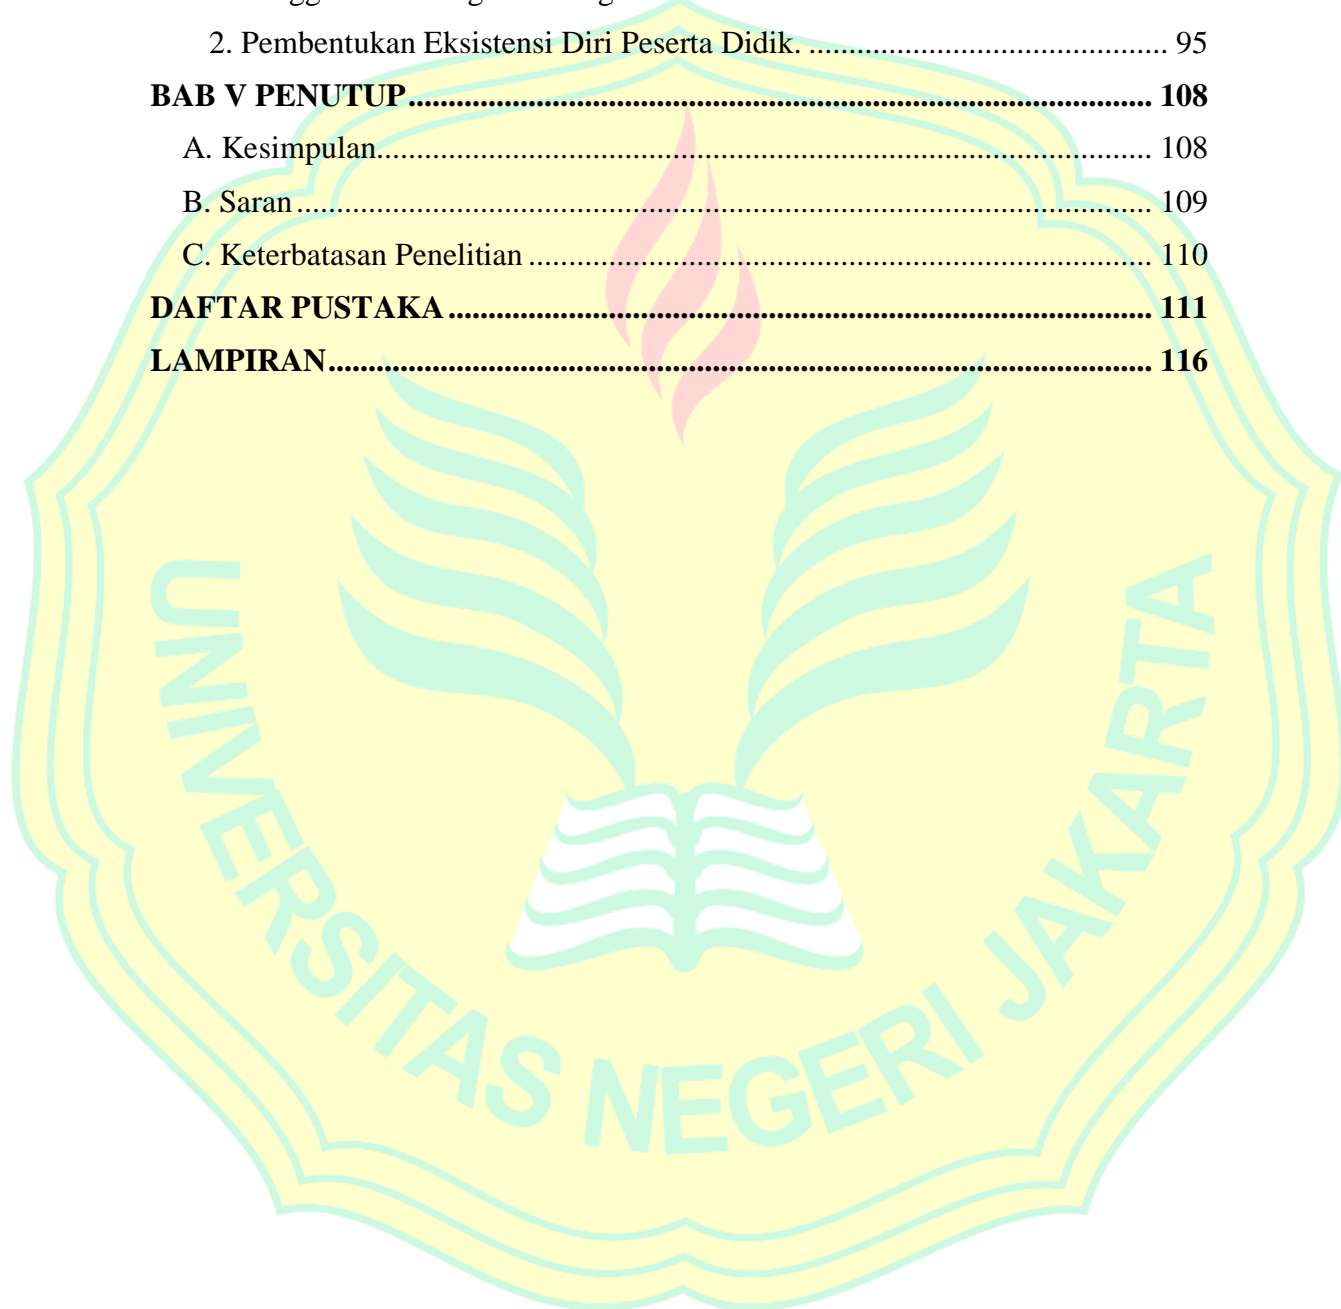 2. Pembentukan Eksistensi Diri Peserta Didik. ............................................. 95
BAB V PENUTUP............................................................................................. 108
A. Kesimpulan................................................................................................. 108
B. Saran........................................................................................................... 109
C. Keterbatasan Penelitian .............................................................................. 110
DAFTAR PUSTAKA ........................................................................................ 111
LAMPIRAN....................................................................................................... 116
UNIVERSITAS NEGERI JAKARTA